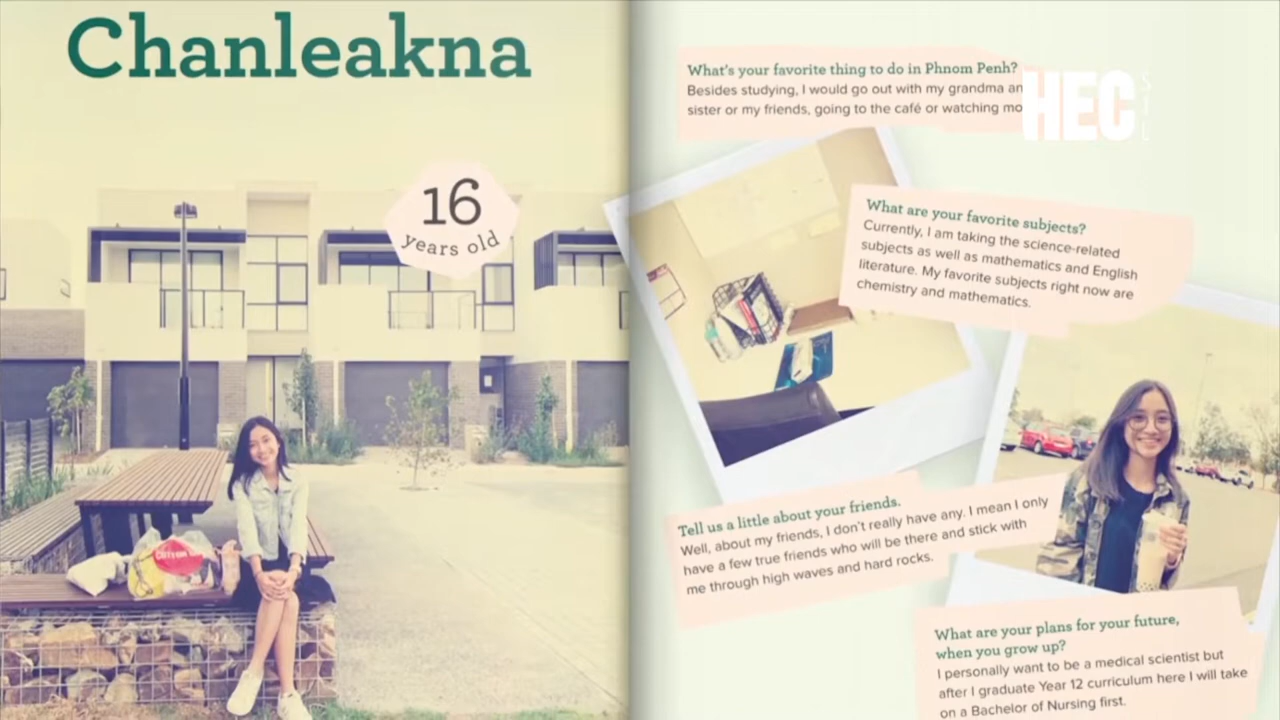 Chanleakna
16
years old
What's your favorite thing to do in Phnom Penh?
Besides studying, I would go out with my grandma
sister or my friends, going to the café or watching
HEC
What are your favorite subjects?
Currently, I am taking the science-related
subjects as well as mathematics and English
literature. My favorite subjects right now are
chemistry and mathematics.
Tell us a little about your friends.
Well, about my friends, I don't really have any. I mean I only
have a few true friends who will be there and stick with
me through high waves and hard rocks.
What are your plans for your future,
when you grow up?
I personally want to be a medical scientist but
after I graduate Year 12 curriculum here I will take
on a Bachelor of Nursing first.